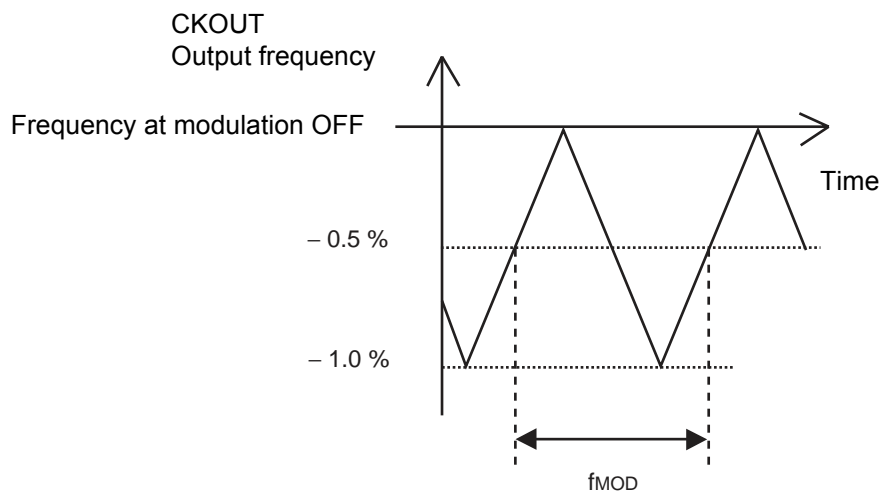 CKOUT
Output frequency
Frequency at modulation OFF
Time
– 0.5 %
– 1.0 %
fMOD